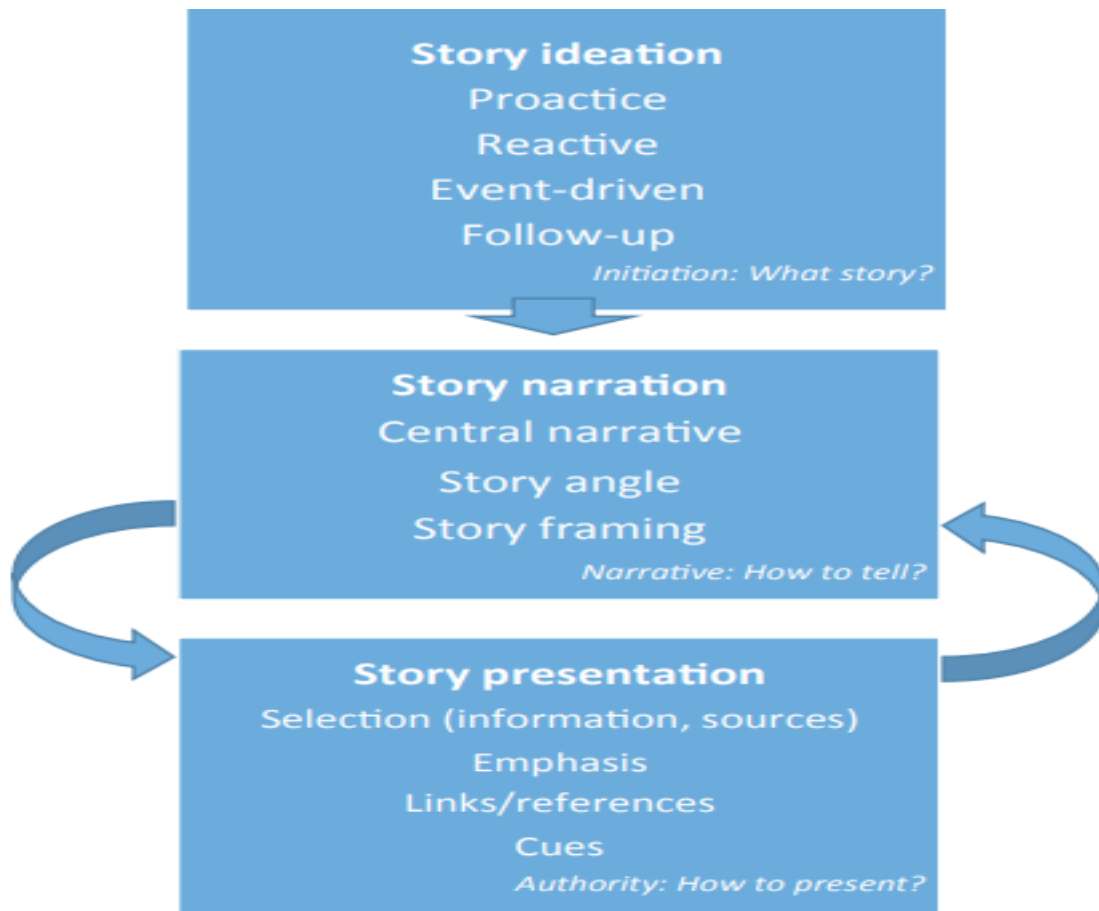 Story ideation
Proactice
Reactive
Event-driven
Follow-up
Initiation: What story?
Story narration
Central narrative
Story angle
Story framing
Narrative: How to tell?
Story presentation
Selection (information, sources)
Emphasis
Links/references
Cues
Authority: How to present?